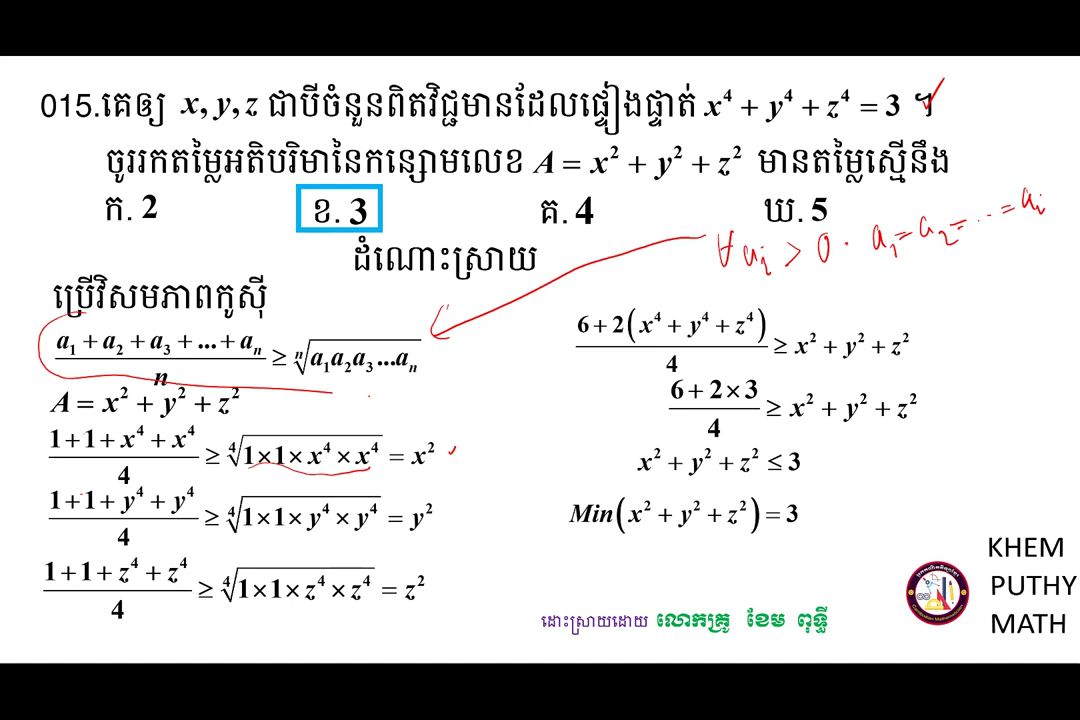 015.គេឲ្យ x, y, z ជាបីចំនួនពិតវិជ្ជមានដែលផ្ទៀងផ្ទាត់ x⁴ + y⁴ + z⁴ = 3 ។
ចូររកតម្លៃអតិបរិមានៃកន្សោមលេខ A = x² + y² + z² មានតម្លៃស្មើនឹង
ក. 2 ខ. 3 គ. 4 ឃ. 5
∀ aᵢ > 0 . a₁ = a₂ = ... = aᵢ
ដំណោះស្រាយ
ប្រើវិសមភាពកូស៊ី
(a₁ + a₂ + a₃ + ... + aₙ)/n ≥ ⁿ√(a₁a₂a₃...aₙ)
A = x² + y² + z²
(1 + 1 + x⁴ + x⁴)/4 ≥ ⁴√(1 × 1 × x⁴ × x⁴) = x²
(1 + 1 + y⁴ + y⁴)/4 ≥ ⁴√(1 × 1 × y⁴ × y⁴) = y²
(1 + 1 + z⁴ + z⁴)/4 ≥ ⁴√(1 × 1 × z⁴ × z⁴) = z²
(6 + 2(x⁴ + y⁴ + z⁴))/4 ≥ x² + y² + z²
(6 + 2 × 3)/4 ≥ x² + y² + z²
x² + y² + z² ≤ 3
Min(x² + y² + z²) = 3
ដោះស្រាយដោយ លោកគ្រូ ខែម ពុទ្ធី
KHEM
PUTHY
MATH